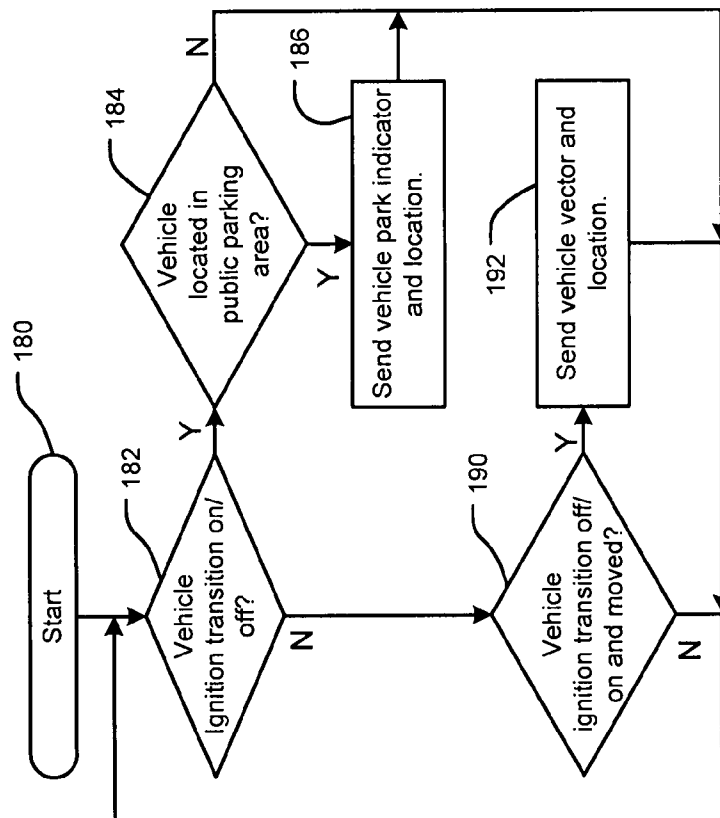 180
Start
182
Vehicle
Ignition transition on/
off?
Y
N
184
Vehicle
located in
public parking
area?
N
Y
186
Send vehicle park indicator
and location.
190
Vehicle
ignition transition off/
on and moved?
Y
N
192
Send vehicle vector and
location.